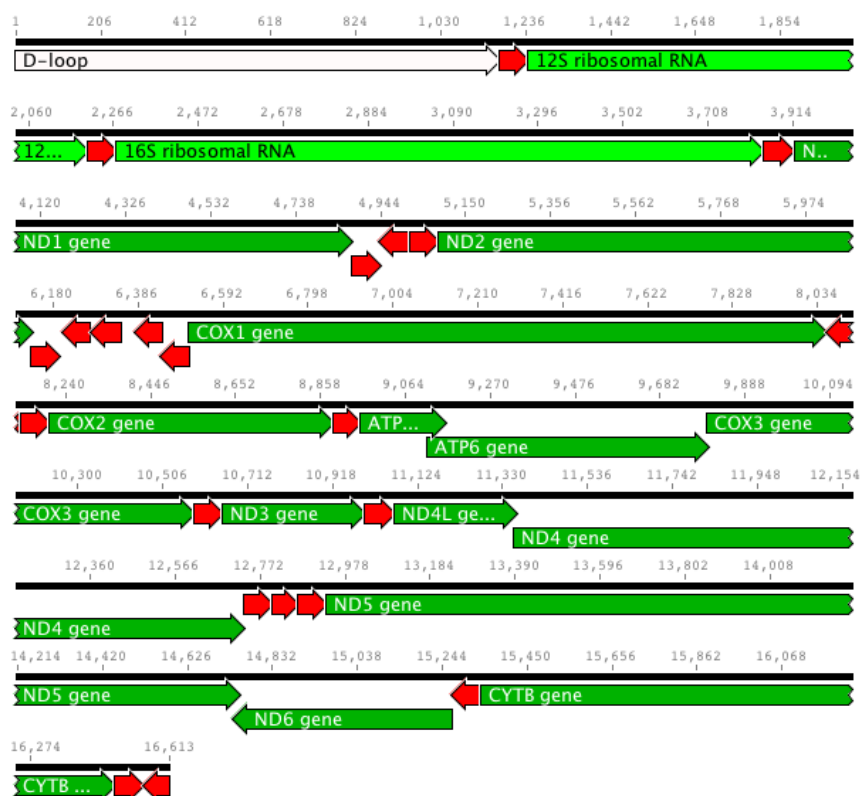 1 206 412 618 824 1,030 1,236 1,442 1,648 1,854
D-loop 12S ribosomal RNA
2,060 2,266 2,472 2,678 2,884 3,090 3,296 3,502 3,708 3,914
12... 16S ribosomal RNA N..
4,120 4,326 4,532 4,738 4,944 5,150 5,356 5,562 5,768 5,974
ND1 gene ND2 gene
6,180 6,386 6,592 6,798 7,004 7,210 7,416 7,622 7,828 8,034
COX1 gene
8,240 8,446 8,652 8,858 9,064 9,270 9,476 9,682 9,888 10,094
COX2 gene ATP... COX3 gene
ATP6 gene
10,300 10,506 10,712 10,918 11,124 11,330 11,536 11,742 11,948 12,154
COX3 gene ND3 gene ND4L ge...
ND4 gene
12,360 12,566 12,772 12,978 13,184 13,390 13,596 13,802 14,008
ND5 gene
ND4 gene
14,214 14,420 14,626 14,832 15,038 15,244 15,450 15,656 15,862 16,068
ND5 gene CYTB gene
ND6 gene
16,274 16,613
CYTB ...